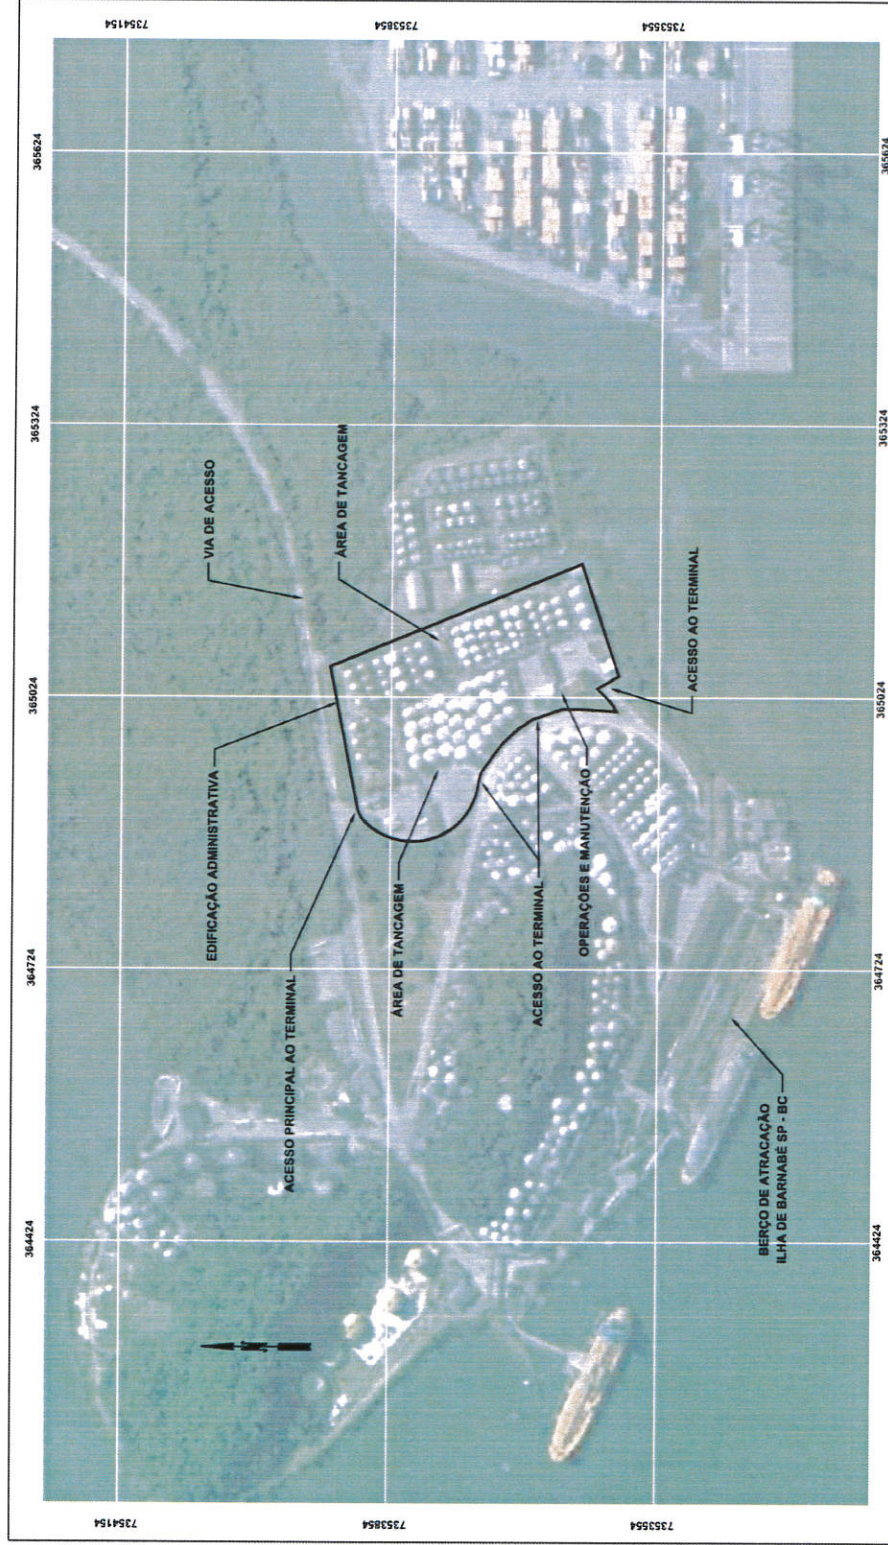 364424
364724
365024
365324
365624
7354154
7354154
7353854
7353854
7353554
7353554
N
VIA DE ACESSO
ÁREA DE TANCAGEM
EDIFICAÇÃO ADMINISTRATIVA
ACESSO PRINCIPAL AO TERMINAL
ÁREA DE TANCAGEM
ACESSO AO TERMINAL
OPERAÇÕES E MANUTENÇÃO
ACESSO AO TERMINAL
BERÇO DE ATRACAÇÃO
ILHA DE BARNABÉ SP - BC
364424
364724
365024
365324
365624